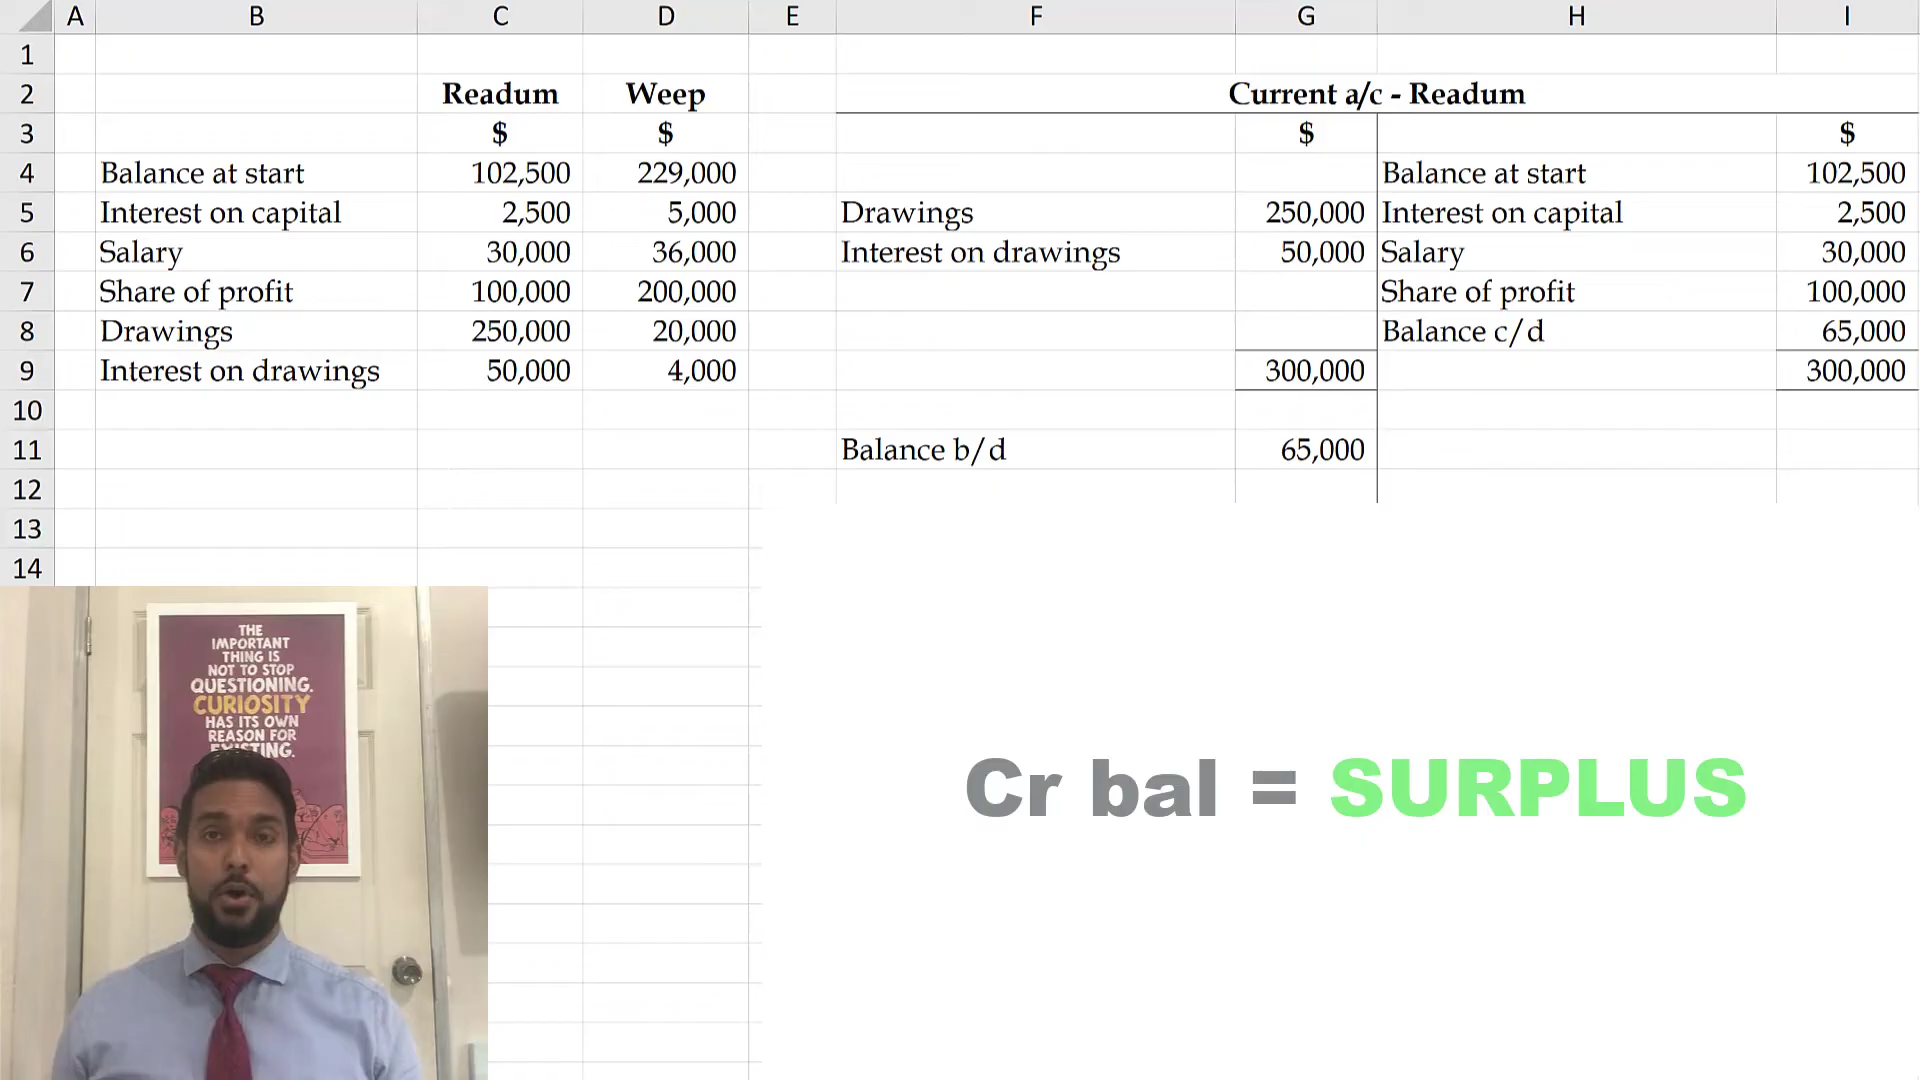 A B C D E F G H I
1
2 Readum Weep Current a/c - Readum
3 $ $ $ $
4 Balance at start 102,500 229,000 Balance at start 102,500
5 Interest on capital 2,500 5,000 Drawings 250,000 Interest on capital 2,500
6 Salary 30,000 36,000 Interest on drawings 50,000 Salary 30,000
7 Share of profit 100,000 200,000 Share of profit 100,000
8 Drawings 250,000 20,000 Balance c/d 65,000
9 Interest on drawings 50,000 4,000 300,000 300,000
10
11 Balance b/d 65,000
12
13
14
THE
IMPORTANT
THING IS
NOT TO STOP
QUESTIONING.
CURIOSITY
HAS ITS OWN
REASON FOR
EXISTING.
Cr bal = SURPLUS